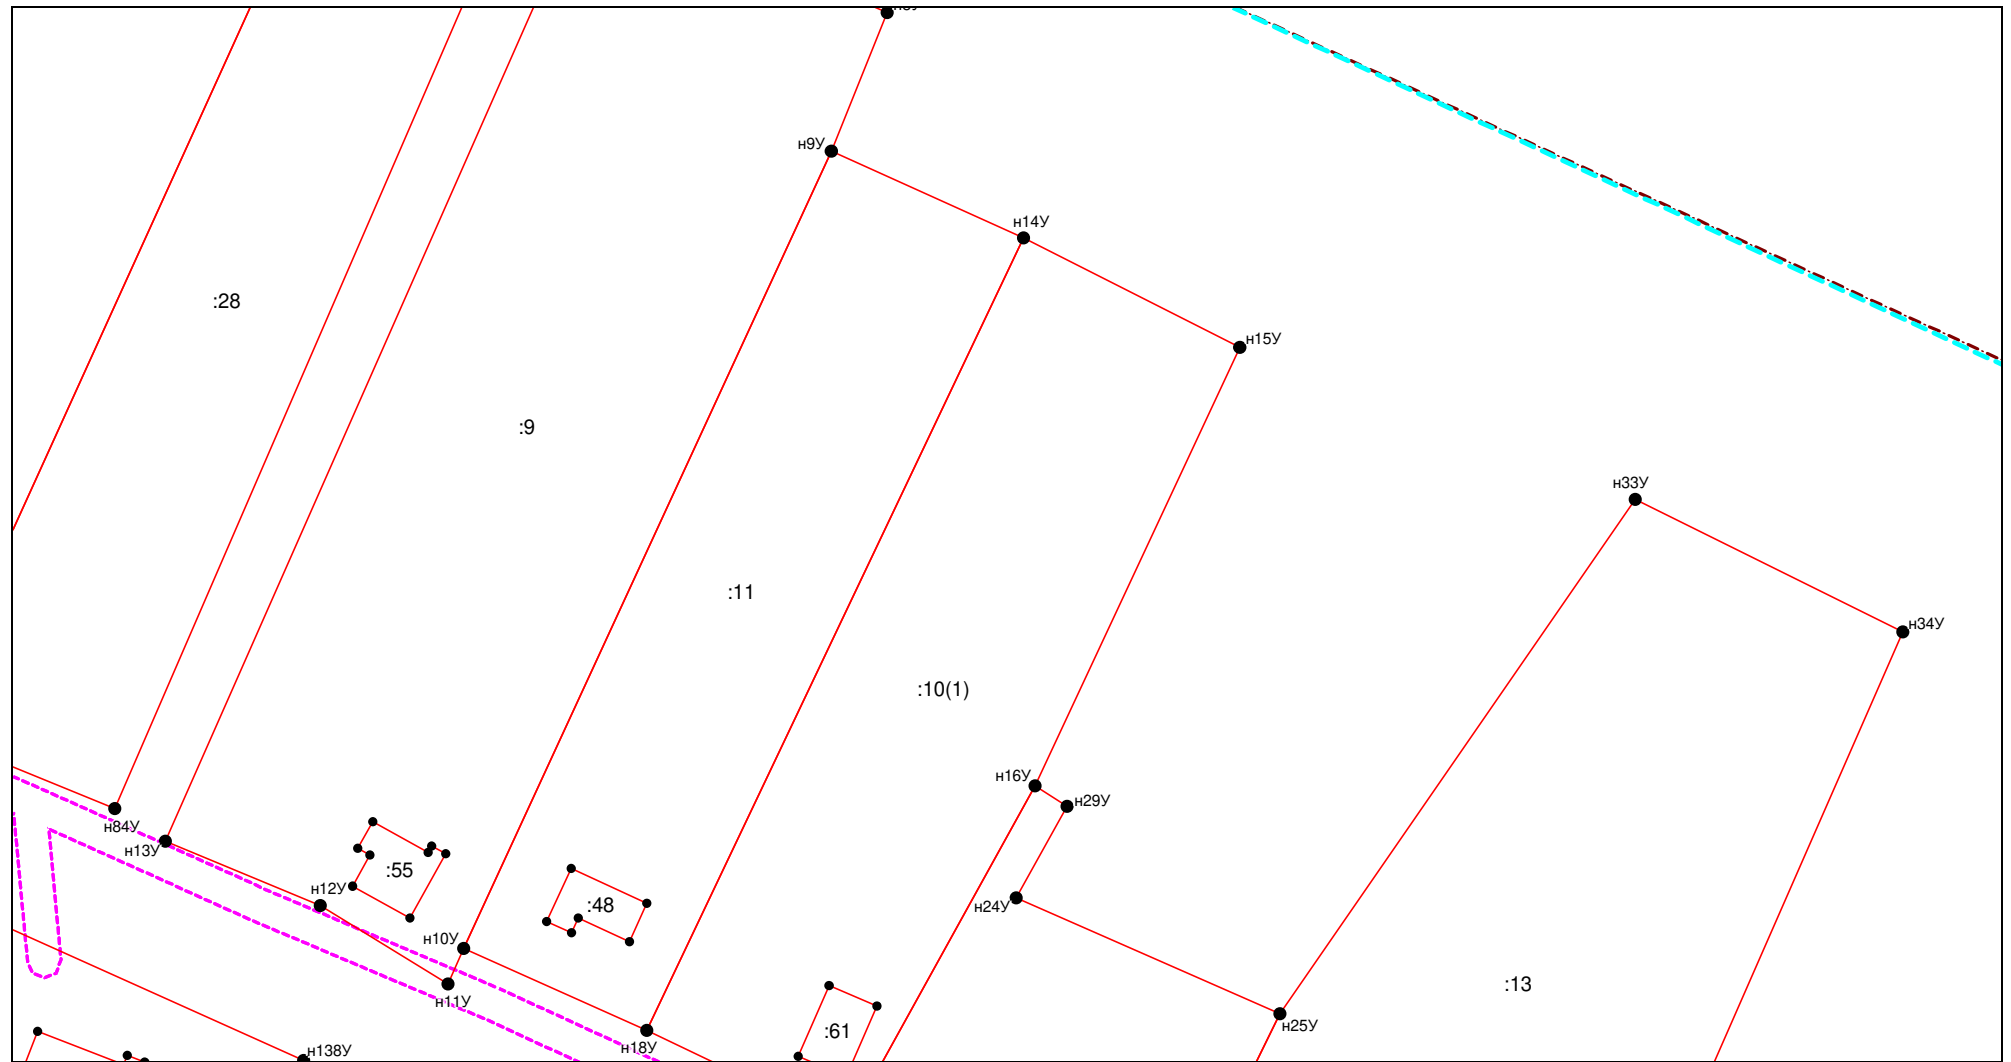 н9У
н14У
:28
н15У
:9
н33У
:11
н34У
:10(1)
н16У
н29У
н84У
н13У
:55
н12У
:48
н24У
н10У
:13
н11У
н25У
:61
н18У
н138У